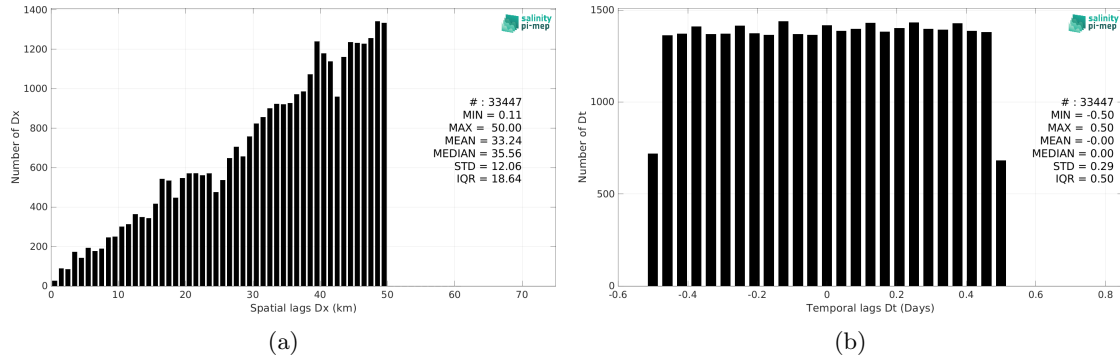 1400
1200
1000
800
600
400
200
0
Number of Dx
0 10 20 30 40 50 60 70
Spatial lags Dx (km)
salinity
pi-mep
# : 33447
MIN = 0.11
MAX = 50.00
MEAN = 33.24
MEDIAN = 35.56
STD = 12.06
IQR = 18.64
(a)
1500
1000
500
0
Number of Dt
-0.6 -0.4 -0.2 0 0.2 0.4 0.6 0.8
Temporal lags Dt (Days)
salinity
pi-mep
# : 33447
MIN = -0.50
MAX = 0.50
MEAN = -0.00
MEDIAN = 0.00
STD = 0.29
IQR = 0.50
(b)